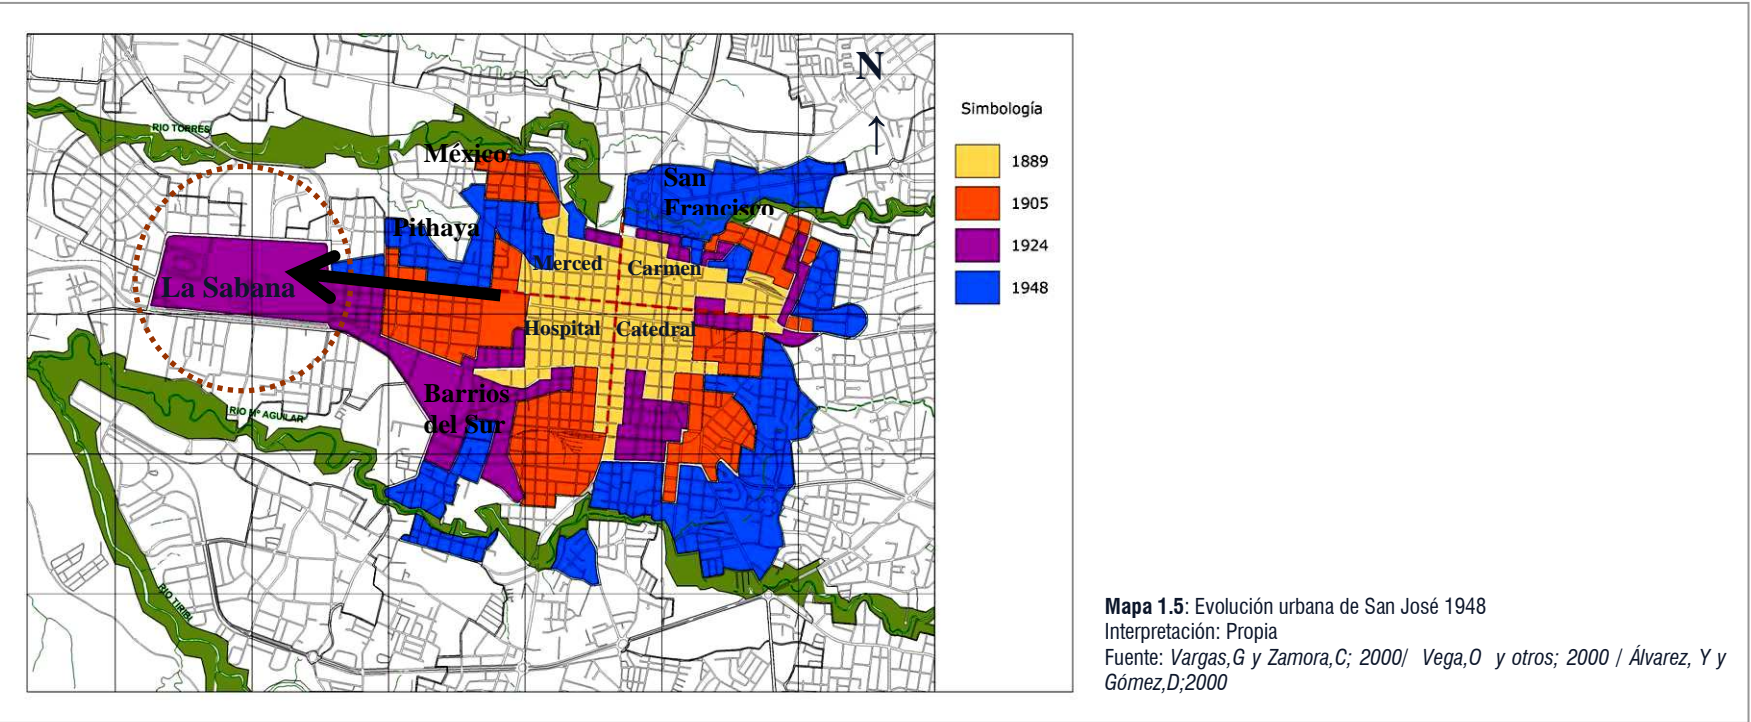 N
RIO TORRES
México
San
Francisco
Pithaya
Merced
Carmen
La Sabana
Hospital
Catedral
Barrios
del Sur
RIO Mª AGUILAR
RIO TIRIBI
Simbología
1889
1905
1924
1948
Mapa 1.5: Evolución urbana de San José 1948
Interpretación: Propia
Fuente: Vargas,G y Zamora,C; 2000/ Vega,O y otros; 2000 / Álvarez, Y y
Gómez,D;2000